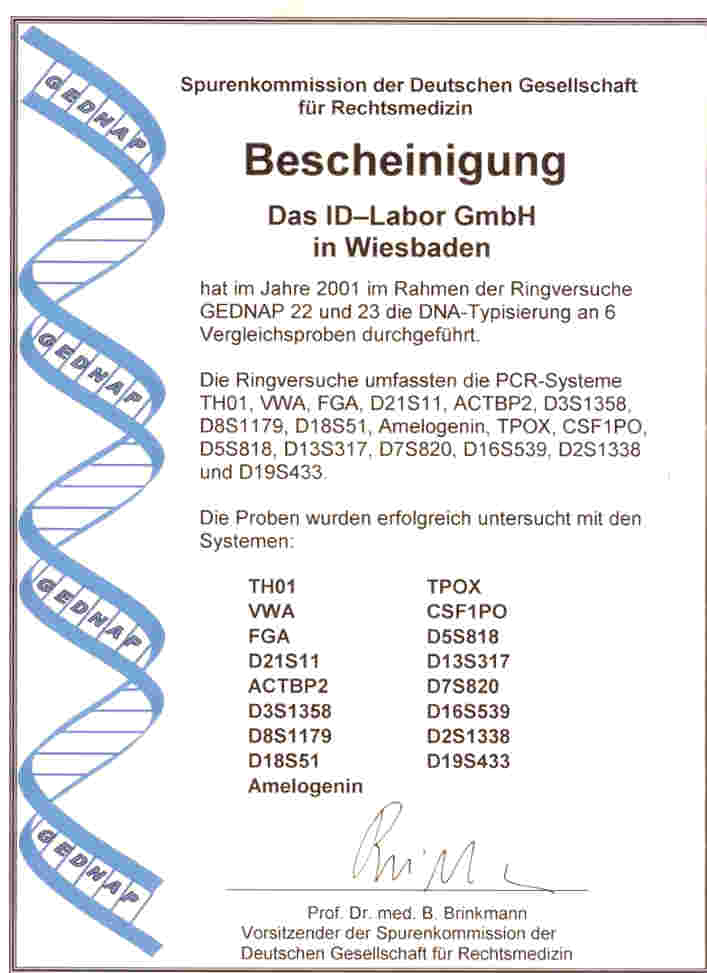 Spurenkommission der Deutschen Gesellschaft
für Rechtsmedizin
Bescheinigung
Das ID–Labor GmbH
in Wiesbaden
hat im Jahre 2001 im Rahmen der Ringversuche
GEDNAP 22 und 23 die DNA-Typisierung an 6
Vergleichsproben durchgeführt.
Die Ringversuche umfassten die PCR-Systeme
TH01, VWA, FGA, D21S11, ACTBP2, D3S1358,
D8S1179, D18S51, Amelogenin, TPOX, CSF1PO,
D5S818, D13S317, D7S820, D16S539, D2S1338
und D19S433.
Die Proben wurden erfolgreich untersucht mit den
Systemen:
TH01 TPOX
VWA CSF1PO
FGA D5S818
D21S11 D13S317
ACTBP2 D7S820
D3S1358 D16S539
D8S1179 D2S1338
D18S51 D19S433
Amelogenin
Prof. Dr. med. B. Brinkmann
Vorsitzender der Spurenkommission der
Deutschen Gesellschaft für Rechtsmedizin
GEDNAP
GEDNAP
GEDNAP
GEDNAP